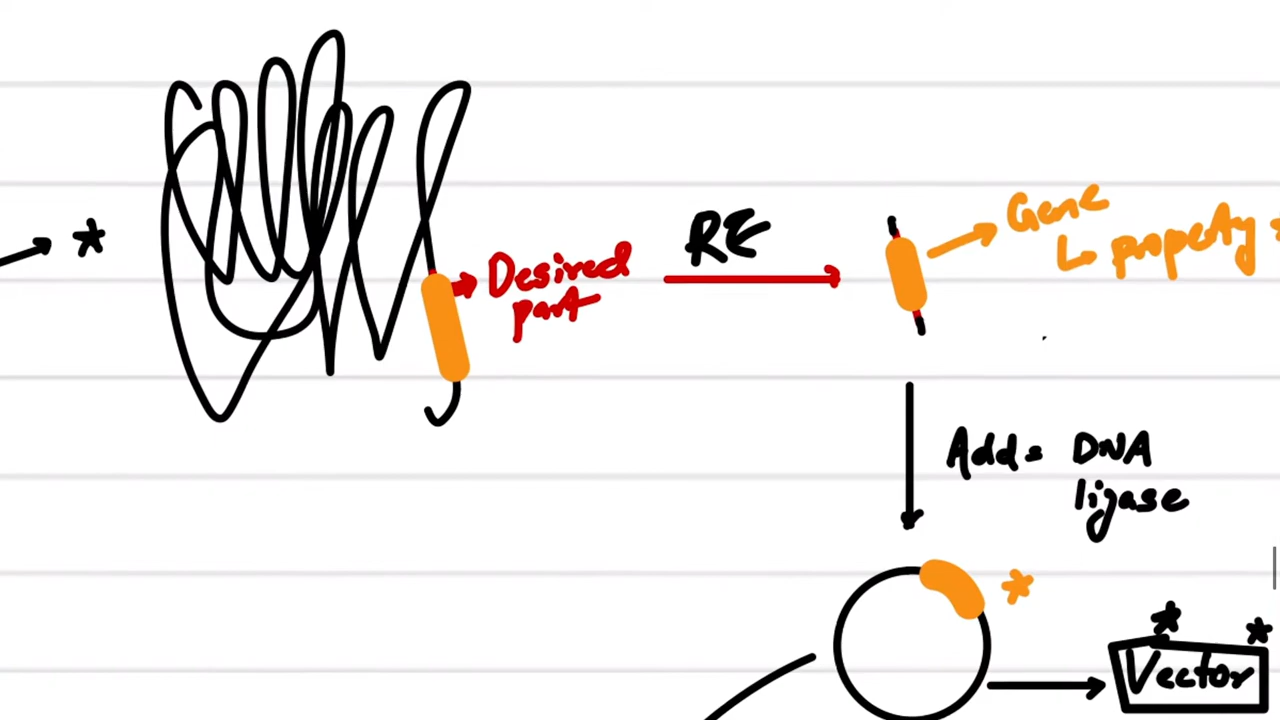 *
Desired
part
RE
Gene
↳ property *
Add = DNA
ligase
*
* *
Vector